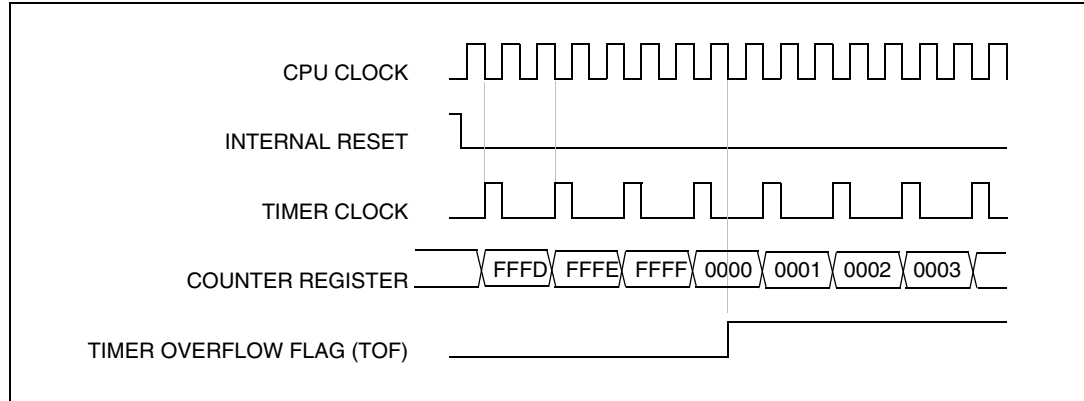 CPU CLOCK
INTERNAL RESET
TIMER CLOCK
COUNTER REGISTER FFFD FFFE FFFF 0000 0001 0002 0003
TIMER OVERFLOW FLAG (TOF)